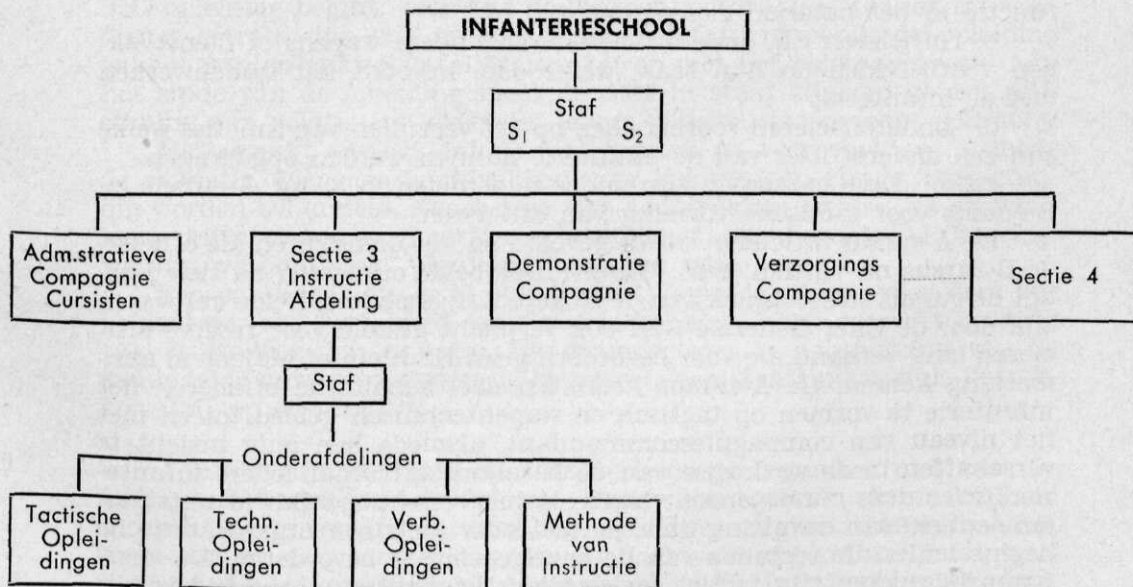 INFANTERIESCHOOL
Staf
S1 S2
Adm.stratieve
Compagnie
Cursisten
Sectie 3
Instructie
Afdeling
Demonstratie
Compagnie
Verzorgings
Compagnie
Sectie 4
Staf
Onderafdelingen
Tactische
Oplei-
dingen
Techn.
Oplei-
dingen
Verb.
Oplei-
dingen
Methode
van
Instructie